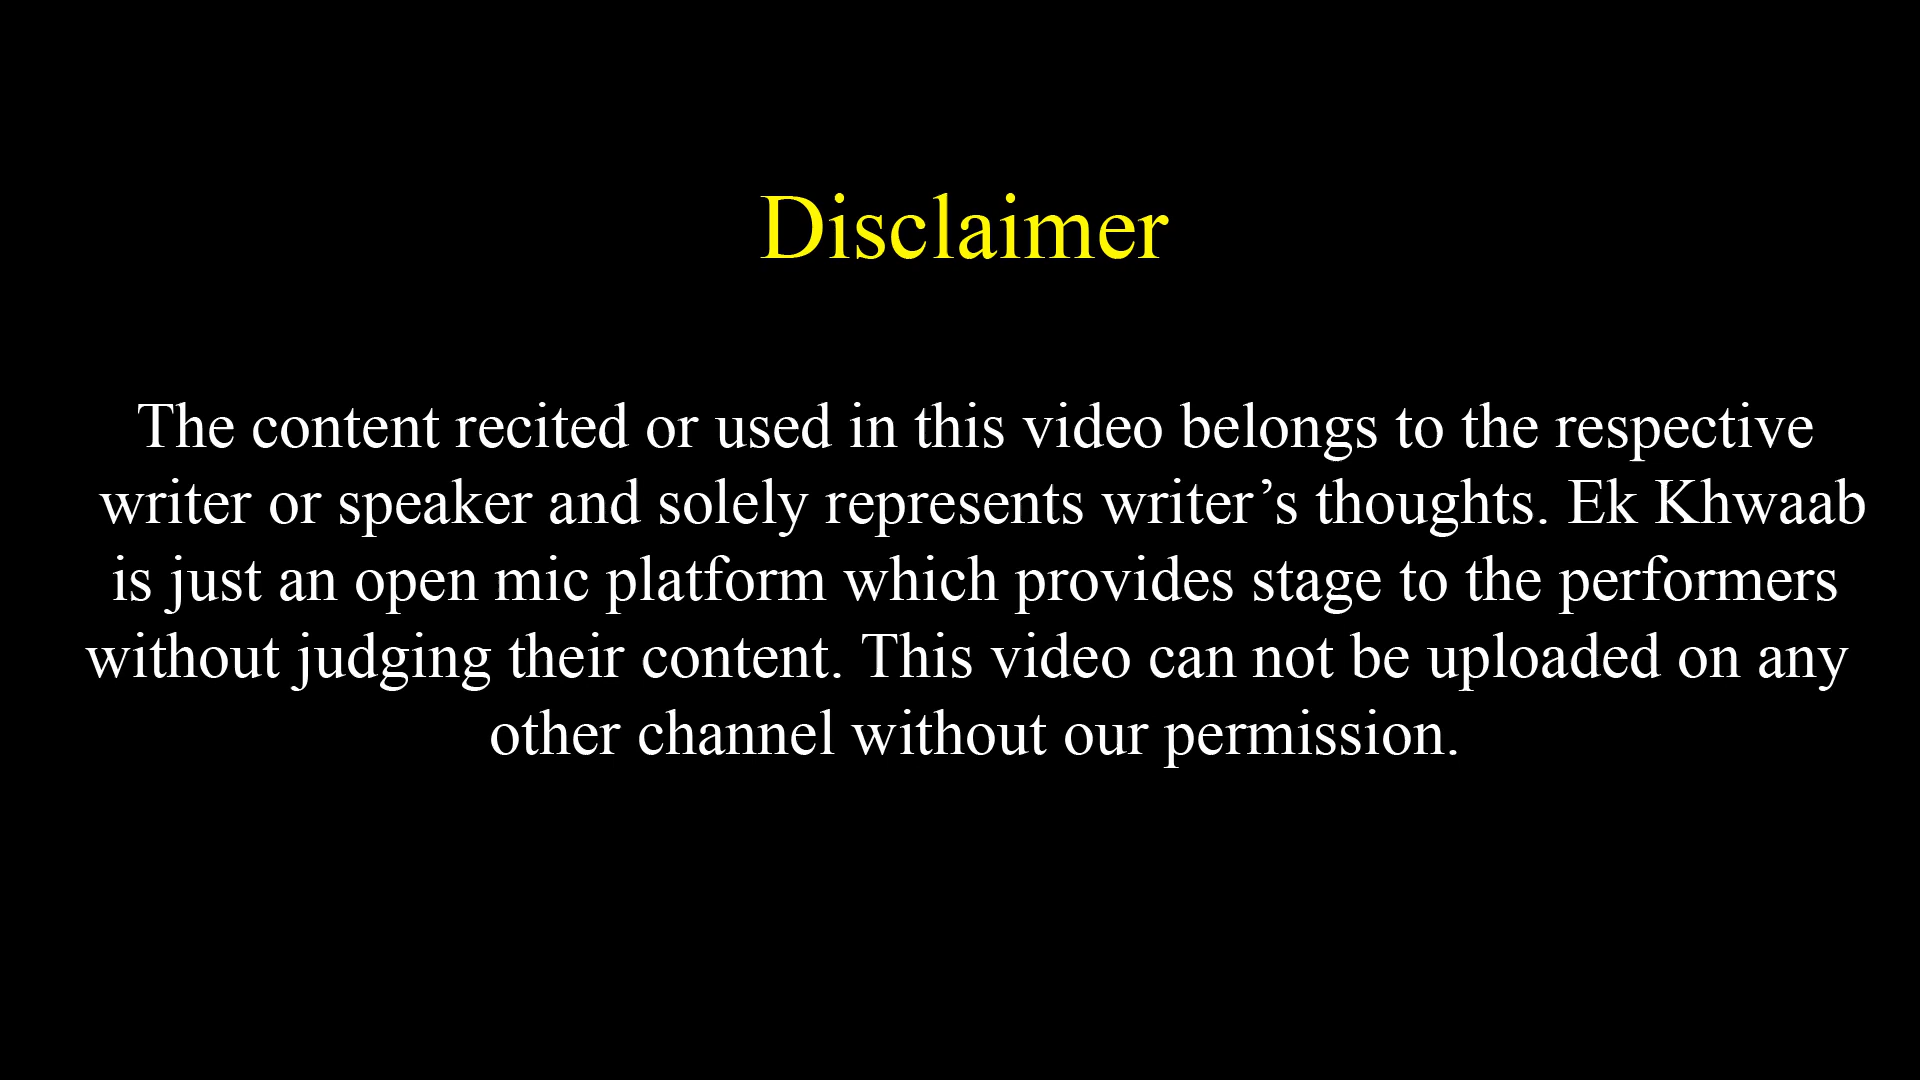 Disclaimer
The content recited or used in this video belongs to the respective
writer or speaker and solely represents writer’s thoughts. Ek Khwaab
is just an open mic platform which provides stage to the performers
without judging their content. This video can not be uploaded on any
other channel without our permission.